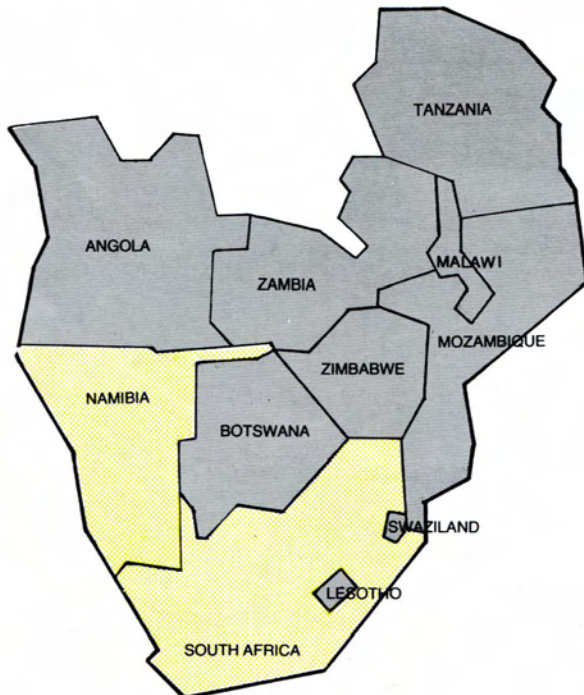 TANZANIA
ANGOLA
MALAWI
ZAMBIA
MOZAMBIQUE
ZIMBABWE
NAMIBIA
BOTSWANA
SWAZILAND
LESOTHO
SOUTH AFRICA